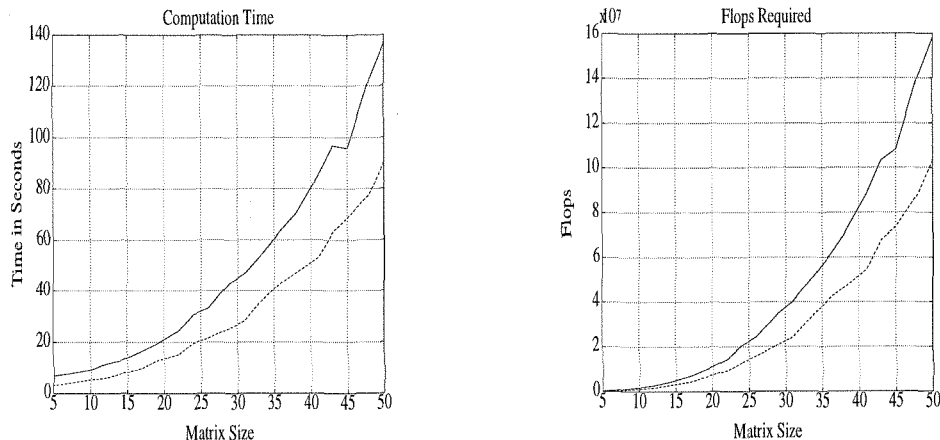 Computation Time
140
120
100
80
60
40
20
0
5 10 15 20 25 30 35 40 45 50
Time in Seconds
Matrix Size
Flops Required
x107
16
14
12
10
8
6
4
2
0
5 10 15 20 25 30 35 40 45 50
Flops
Matrix Size